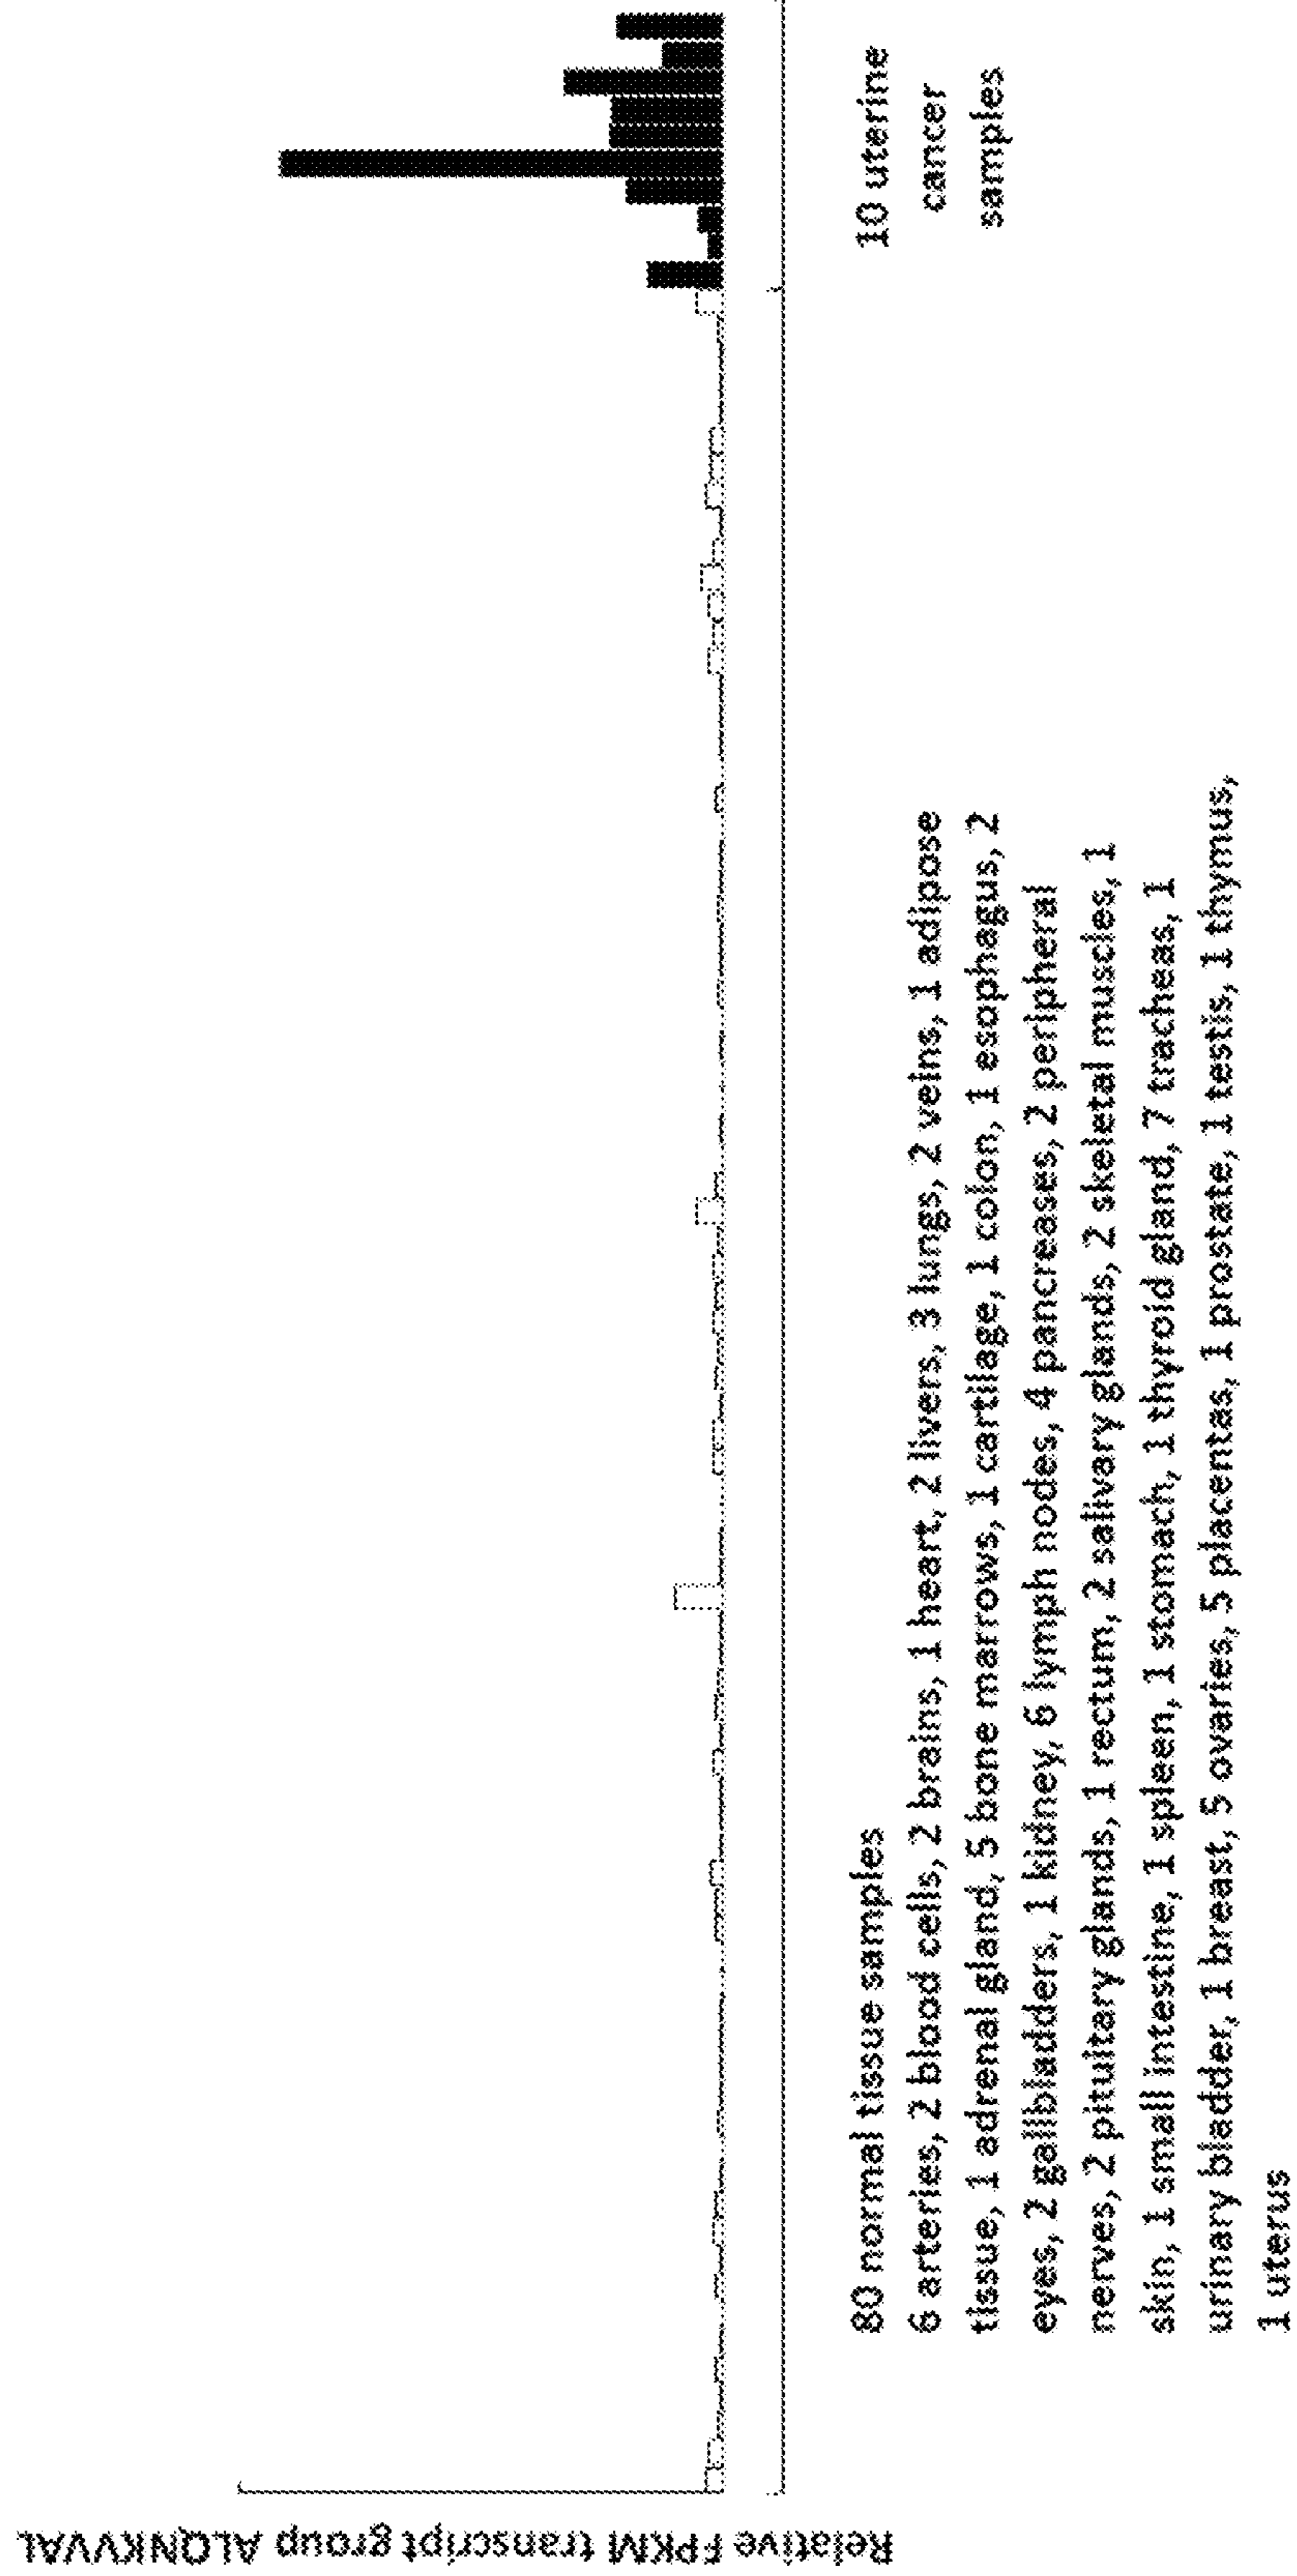 Relative FPKM transcript group ALQNKVVAL
80 normal tissue samples
6 arteries, 2 blood cells, 2 brains, 1 heart, 2 livers, 3 lungs, 2 veins, 1 adipose
tissue, 1 adrenal gland, 5 bone marrows, 1 cartilage, 1 colon, 1 esophagus, 2
eyes, 2 gallbladders, 1 kidney, 6 lymph nodes, 4 pancreases, 2 peripheral
nerves, 2 pituitary glands, 1 rectum, 2 salivary glands, 2 skeletal muscles, 1
skin, 1 small intestine, 1 spleen, 1 stomach, 1 thyroid gland, 7 tracheas, 1
urinary bladder, 1 breast, 5 ovaries, 5 placentas, 1 prostate, 1 testis, 1 thymus,
1 uterus
10 uterine
cancer
samples